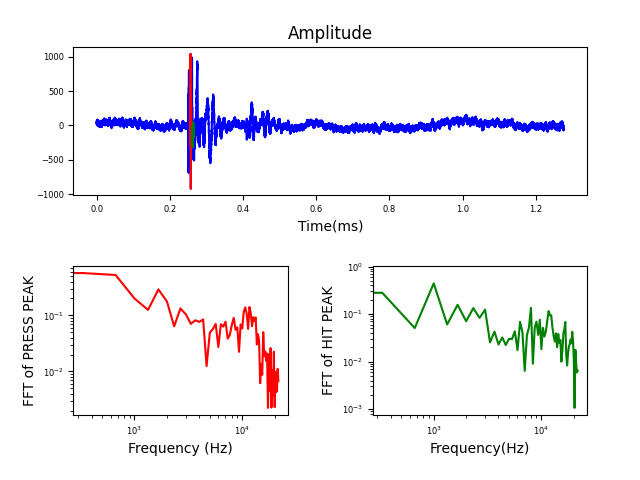 Amplitude
1000
500
0
−500
−1000
0.0 0.2 0.4 0.6 0.8 1.0 1.2
Time(ms)
FFT of PRESS PEAK
10⁻¹
10⁻²
10³ 10⁴
Frequency (Hz)
FFT of HIT PEAK
10⁰
10⁻¹
10⁻²
10⁻³
10³ 10⁴
Frequency(Hz)